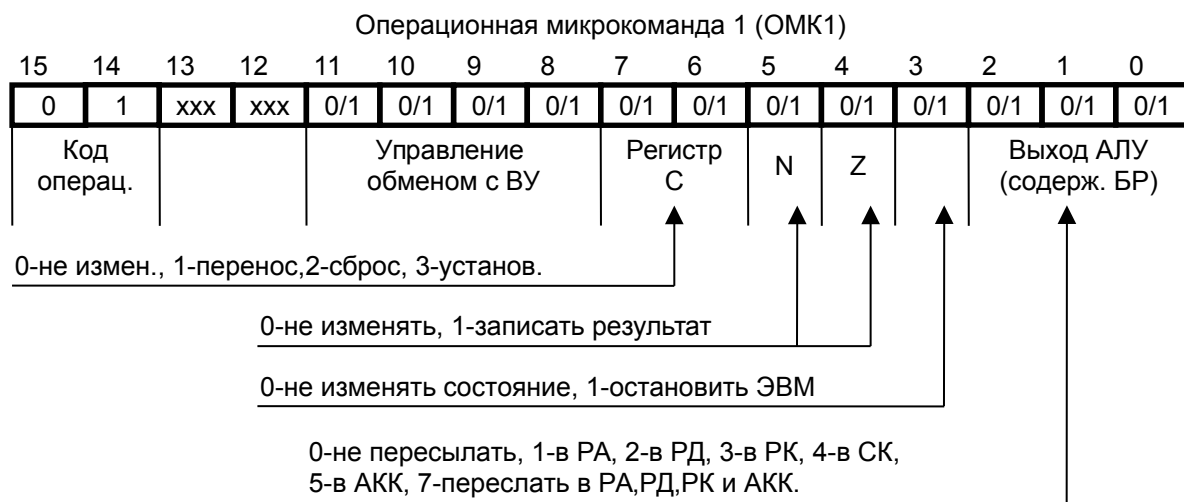 Операционная микрокоманда 1 (ОМК1)
15 14 13 12 11 10 9 8 7 6 5 4 3 2 1 0
0 1 xxx xxx 0/1 0/1 0/1 0/1 0/1 0/1 0/1 0/1 0/1 0/1 0/1 0/1
Код операц.
Управление обменом с ВУ
Регистр С
N
Z
Выход АЛУ (содерж. БР)
0-не измен., 1-перенос,2-сброс, 3-установ.
0-не изменять, 1-записать результат
0-не изменять состояние, 1-остановить ЭВМ
0-не пересылать, 1-в РА, 2-в РД, 3-в РК, 4-в СК,
5-в АКК, 7-переслать в РА,РД,РК и АКК.